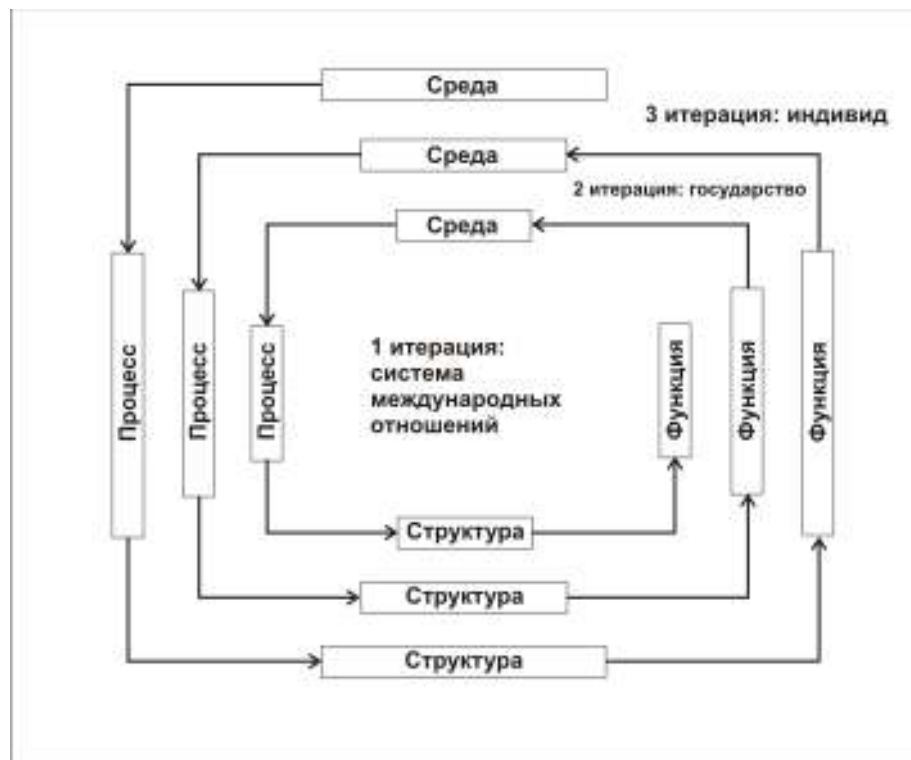 Среда
3 итерация: индивид
Среда
2 итерация: государство
Среда
Процесс
Процесс
Процесс
1 итерация:
система
международных
отношений
Функция
Функция
Функция
Структура
Структура
Структура